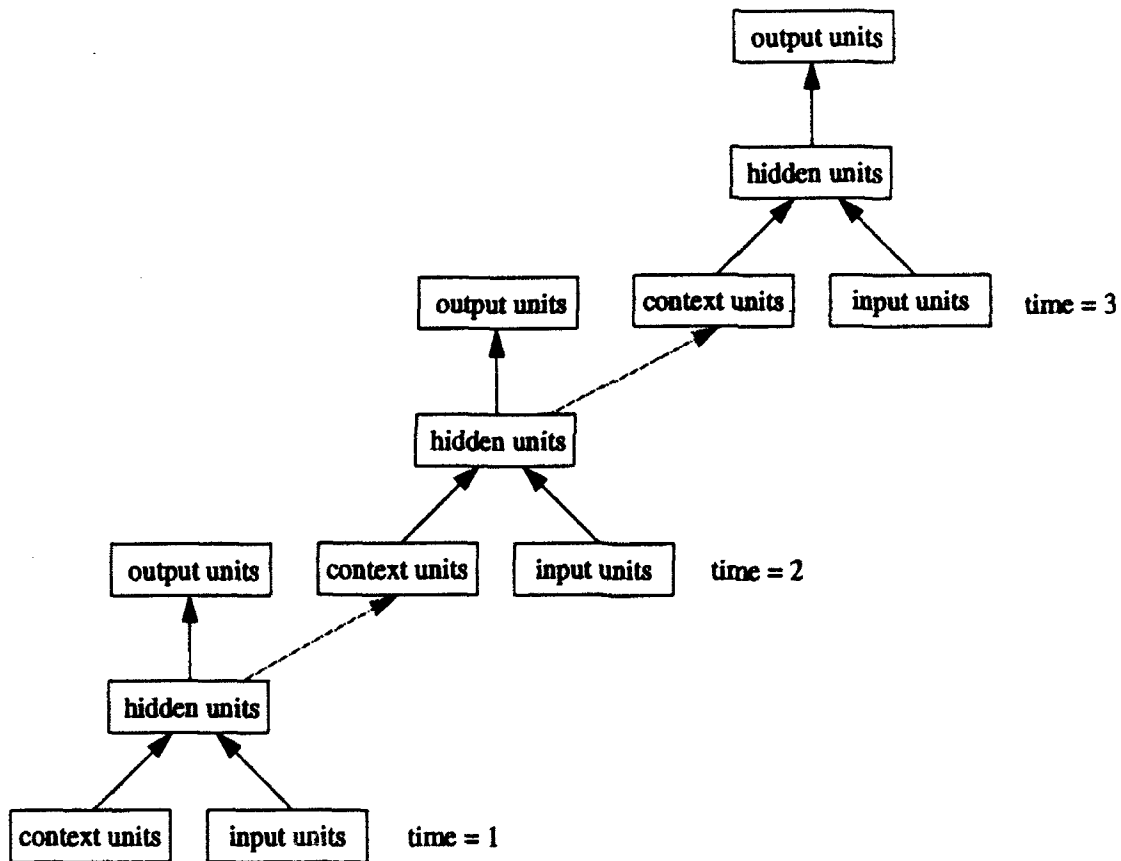 output units
hidden units
context units
input units
time = 3
output units
hidden units
context units
input units
time = 2
output units
hidden units
context units
input units
time = 1